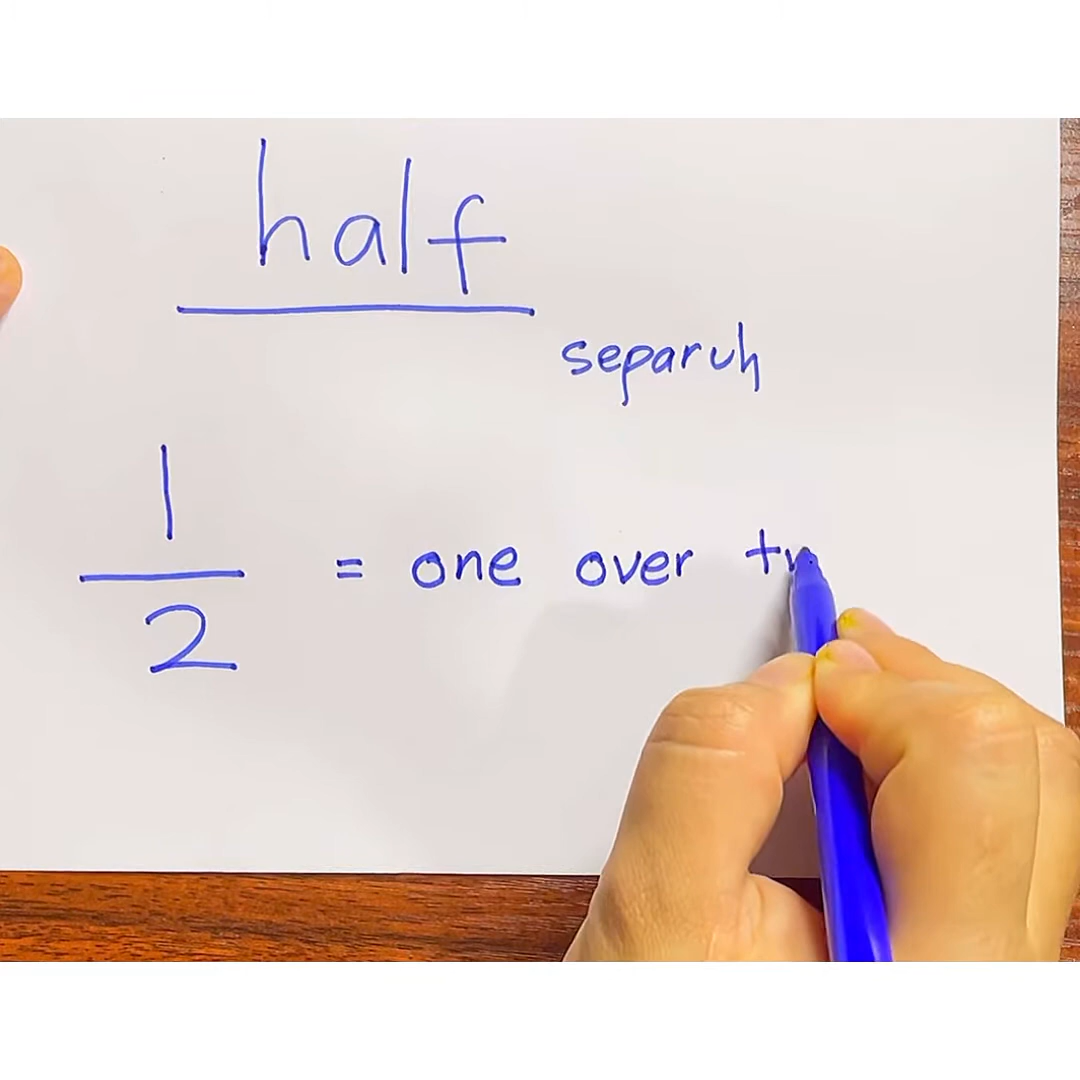 half
separuh
1
2
= one over